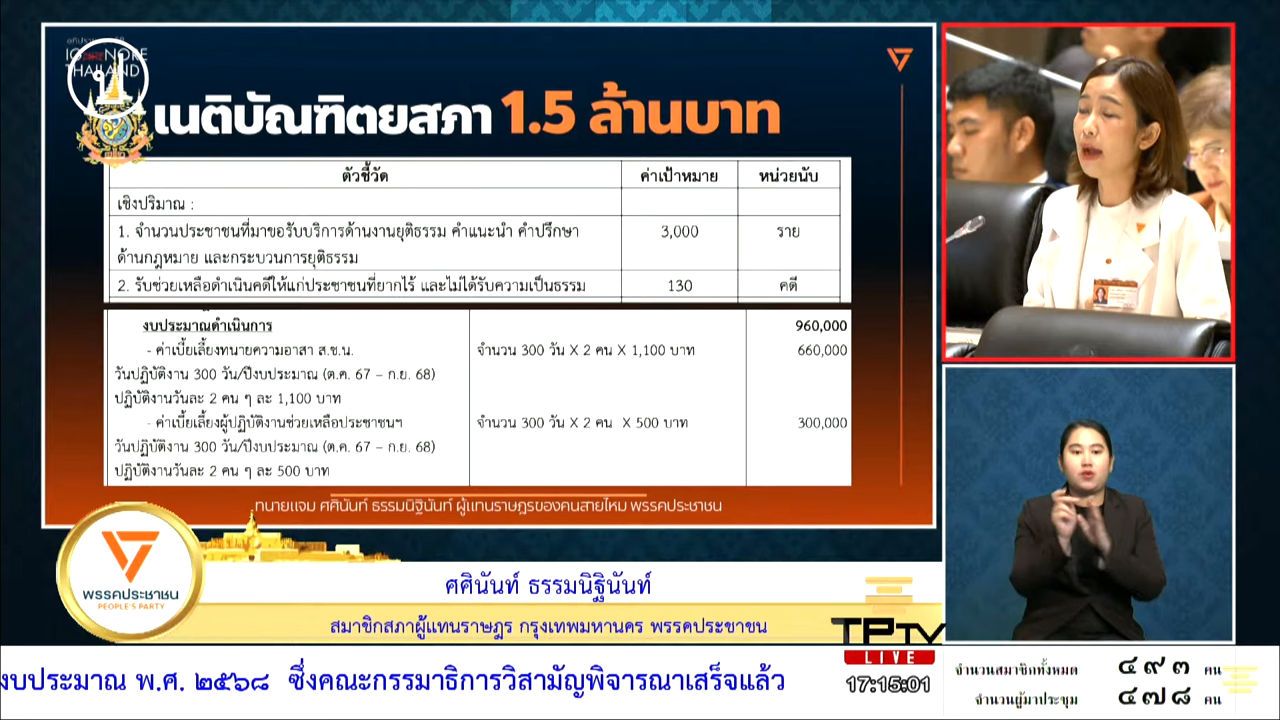 อภิปรายงบปี
THAILAND
ป
เนติบัณฑิตยสภา 1.5 ล้านบาท
ตัวชี้วัด ค่าเป้าหมาย หน่วยนับ
เชิงปริมาณ :
1. จำนวนประชาชนที่มาขอรับบริการด้านงานยุติธรรม คำแนะนำ คำปรึกษา 3,000 ราย
ด้านกฎหมาย และกระบวนการยุติธรรม
2. รับช่วยเหลือดำเนินคดีให้แก่ประชาชนที่ยากไร้ และไม่ได้รับความเป็นธรรม 130 คดี
งบประมาณดำเนินการ 960,000
- ค่าเบี้ยเลี้ยงทนายความอาสา ส.ช.น. จำนวน 300 วัน X 2 คน X 1,100 บาท 660,000
วันปฏิบัติงาน 300 วัน/ปีงบประมาณ (ต.ค. 67 – ก.ย. 68)
ปฏิบัติงานวันละ 2 คน ๆ ละ 1,100 บาท
- ค่าเบี้ยเลี้ยงผู้ปฏิบัติงานช่วยเหลือประชาชนฯ จำนวน 300 วัน X 2 คน X 500 บาท 300,000
วันปฏิบัติงาน 300 วัน/ปีงบประมาณ (ต.ค. 67 – ก.ย. 68)
ปฏิบัติงานวันละ 2 คน ๆ ละ 500 บาท
ทนายแจม ศศินันท์ ธรรมนิฐินันท์ ผู้แทนราษฎรของคนสายไหม พรรคประชาชน
พรรคประชาชน
PEOPLE'S PARTY
ศศินันท์ ธรรมนิฐินันท์
สมาชิกสภาผู้แทนราษฎร กรุงเทพมหานคร พรรคประชาชน
TPTV
LIVE
17:15:01
งบประมาณ พ.ศ. ๒๕๖๘ ซึ่งคณะกรรมาธิการวิสามัญพิจารณาเสร็จแล้ว
จำนวนสมาชิกทั้งหมด ๔๙๓ คน
จำนวนผู้มาประชุม ๔๗๘ คน